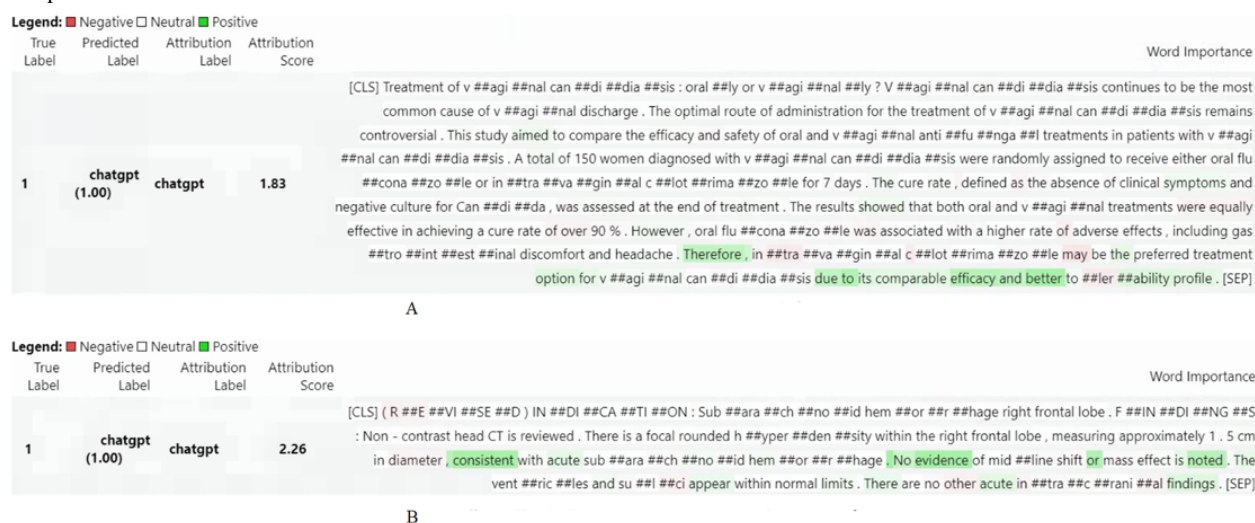 Legend: Negative Neutral Positive
True Label Predicted Label Attribution Label Attribution Score Word Importance
[CLS] Treatment of v ##agi ##nal can ##di ##dia ##sis : oral ##ly or v ##agi ##nal ##ly ? V ##agi ##nal can ##di ##dia ##sis continues to be the most
common cause of v ##agi ##nal discharge . The optimal route of administration for the treatment of v ##agi ##nal can ##di ##dia ##sis remains
controversial . This study aimed to compare the efficacy and safety of oral and v ##agi ##nal anti ##fu ##nga ##l treatments in patients with v ##agi
##nal can ##di ##dia ##sis . A total of 150 women diagnosed with v ##agi ##nal can ##di ##dia ##sis were randomly assigned to receive either oral flu
1 chatgpt (1.00) chatgpt 1.83 ##cona ##zo ##le or in ##tra ##va ##gin ##al c ##lot ##rima ##zo ##le for 7 days . The cure rate , defined as the absence of clinical symptoms and
negative culture for Can ##di ##da , was assessed at the end of treatment . The results showed that both oral and v ##agi ##nal treatments were equally
effective in achieving a cure rate of over 90 % . However , oral flu ##cona ##zo ##le was associated with a higher rate of adverse effects , including gas
##tro ##int ##est ##inal discomfort and headache . Therefore , in ##tra ##va ##gin ##al c ##lot ##rima ##zo ##le may be the preferred treatment
option for v ##agi ##nal can ##di ##dia ##sis due to its comparable efficacy and better to ##ler ##ability profile . [SEP]
A
Legend: Negative Neutral Positive
True Label Predicted Label Attribution Label Attribution Score Word Importance
[CLS] ( R ##E ##VI ##SE ##D ) IN ##DI ##CA ##TI ##ON : Sub ##ara ##ch ##no ##id hem ##or ##r ##hage right frontal lobe . F ##IN ##DI ##NG ##S
: Non - contrast head CT is reviewed . There is a focal rounded h ##yper ##den ##sity within the right frontal lobe , measuring approximately 1 . 5 cm
1 chatgpt (1.00) chatgpt 2.26 in diameter , consistent with acute sub ##ara ##ch ##no ##id hem ##or ##r ##hage . No evidence of mid ##line shift or mass effect is noted . The
vent ##ric ##les and su ##l ##ci appear within normal limits . There are no other acute in ##tra ##c ##rani ##al findings . [SEP]
B